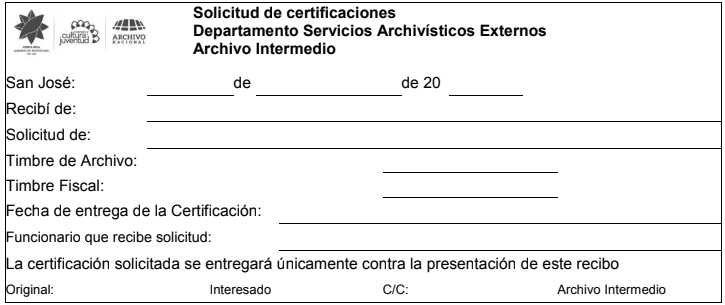 Solicitud de certificaciones
Departamento Servicios Archivísticos Externos
Archivo Intermedio
cultura
juventud
ARCHIVO
NACIONAL
San José: de de 20
Recibí de:
Solicitud de:
Timbre de Archivo:
Timbre Fiscal:
Fecha de entrega de la Certificación:
Funcionario que recibe solicitud:
La certificación solicitada se entregará únicamente contra la presentación de este recibo
Original: Interesado C/C: Archivo Intermedio